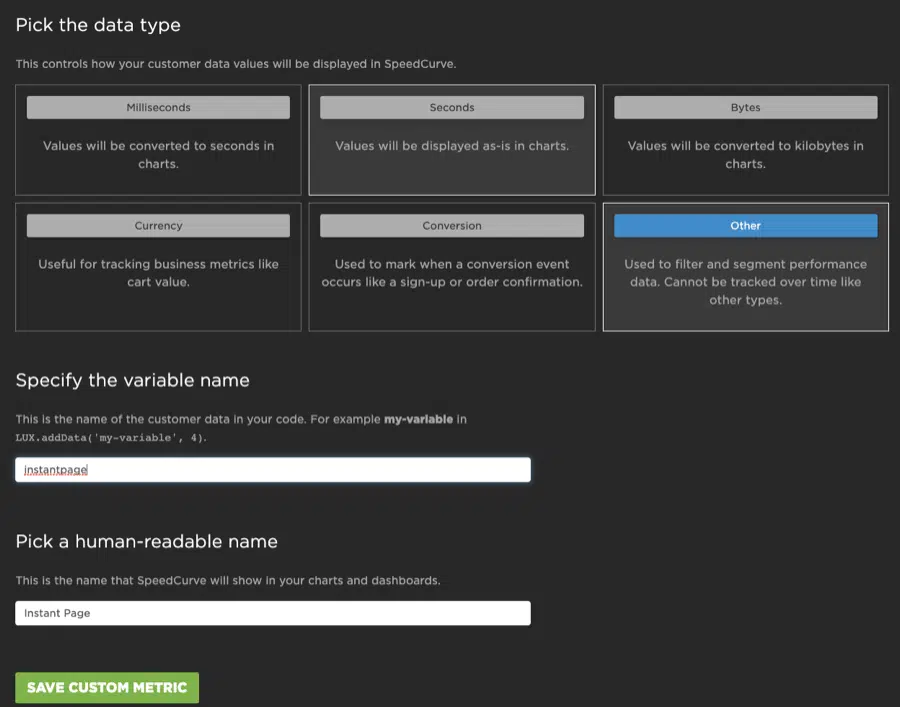 Pick the data type
This controls how your customer data values will be displayed in SpeedCurve.
Milliseconds
Values will be converted to seconds in
charts.
Seconds
Values will be displayed as-is in charts.
Bytes
Values will be converted to kilobytes in
charts.
Currency
Useful for tracking business metrics like
cart value.
Conversion
Used to mark when a conversion event
occurs like a sign-up or order confirmation.
Other
Used to filter and segment performance
data. Cannot be tracked over time like
other types.
Specify the variable name
This is the name of the customer data in your code. For example my-variable in
LUX.addData('my-variable', 4).
instantpage
Pick a human-readable name
This is the name that SpeedCurve will show in your charts and dashboards.
Instant Page
SAVE CUSTOM METRIC